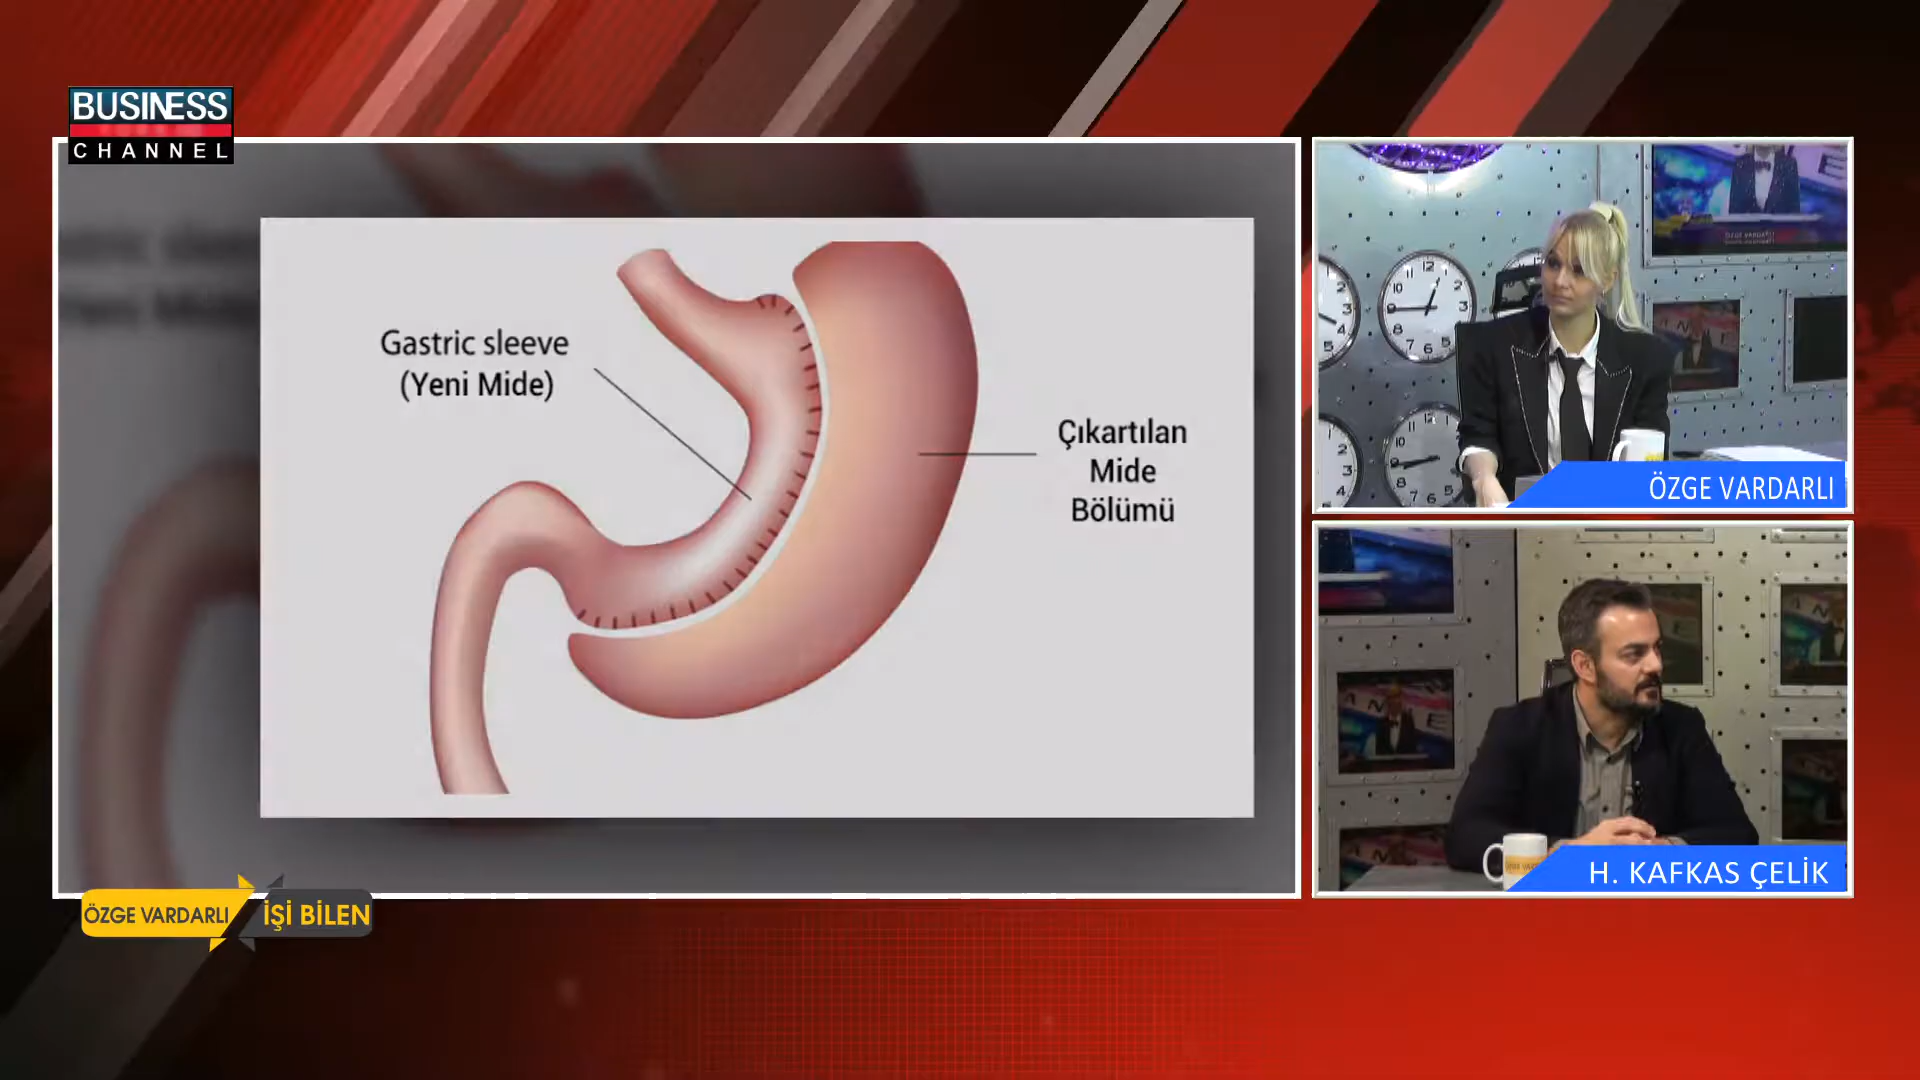 BUSINESS
CHANNEL
Gastric sleeve
(Yeni Mide)
Çıkartılan
Mide
Bölümü
ÖZGE VARDARLI
H. KAFKAS ÇELİK
ÖZGE VARDARLI İŞİ BİLEN